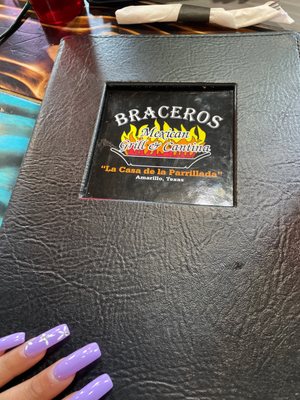 BRACEROS
Mexican
Grill & Cantina
"La Casa de la Parrillada"
Amarillo, Texas